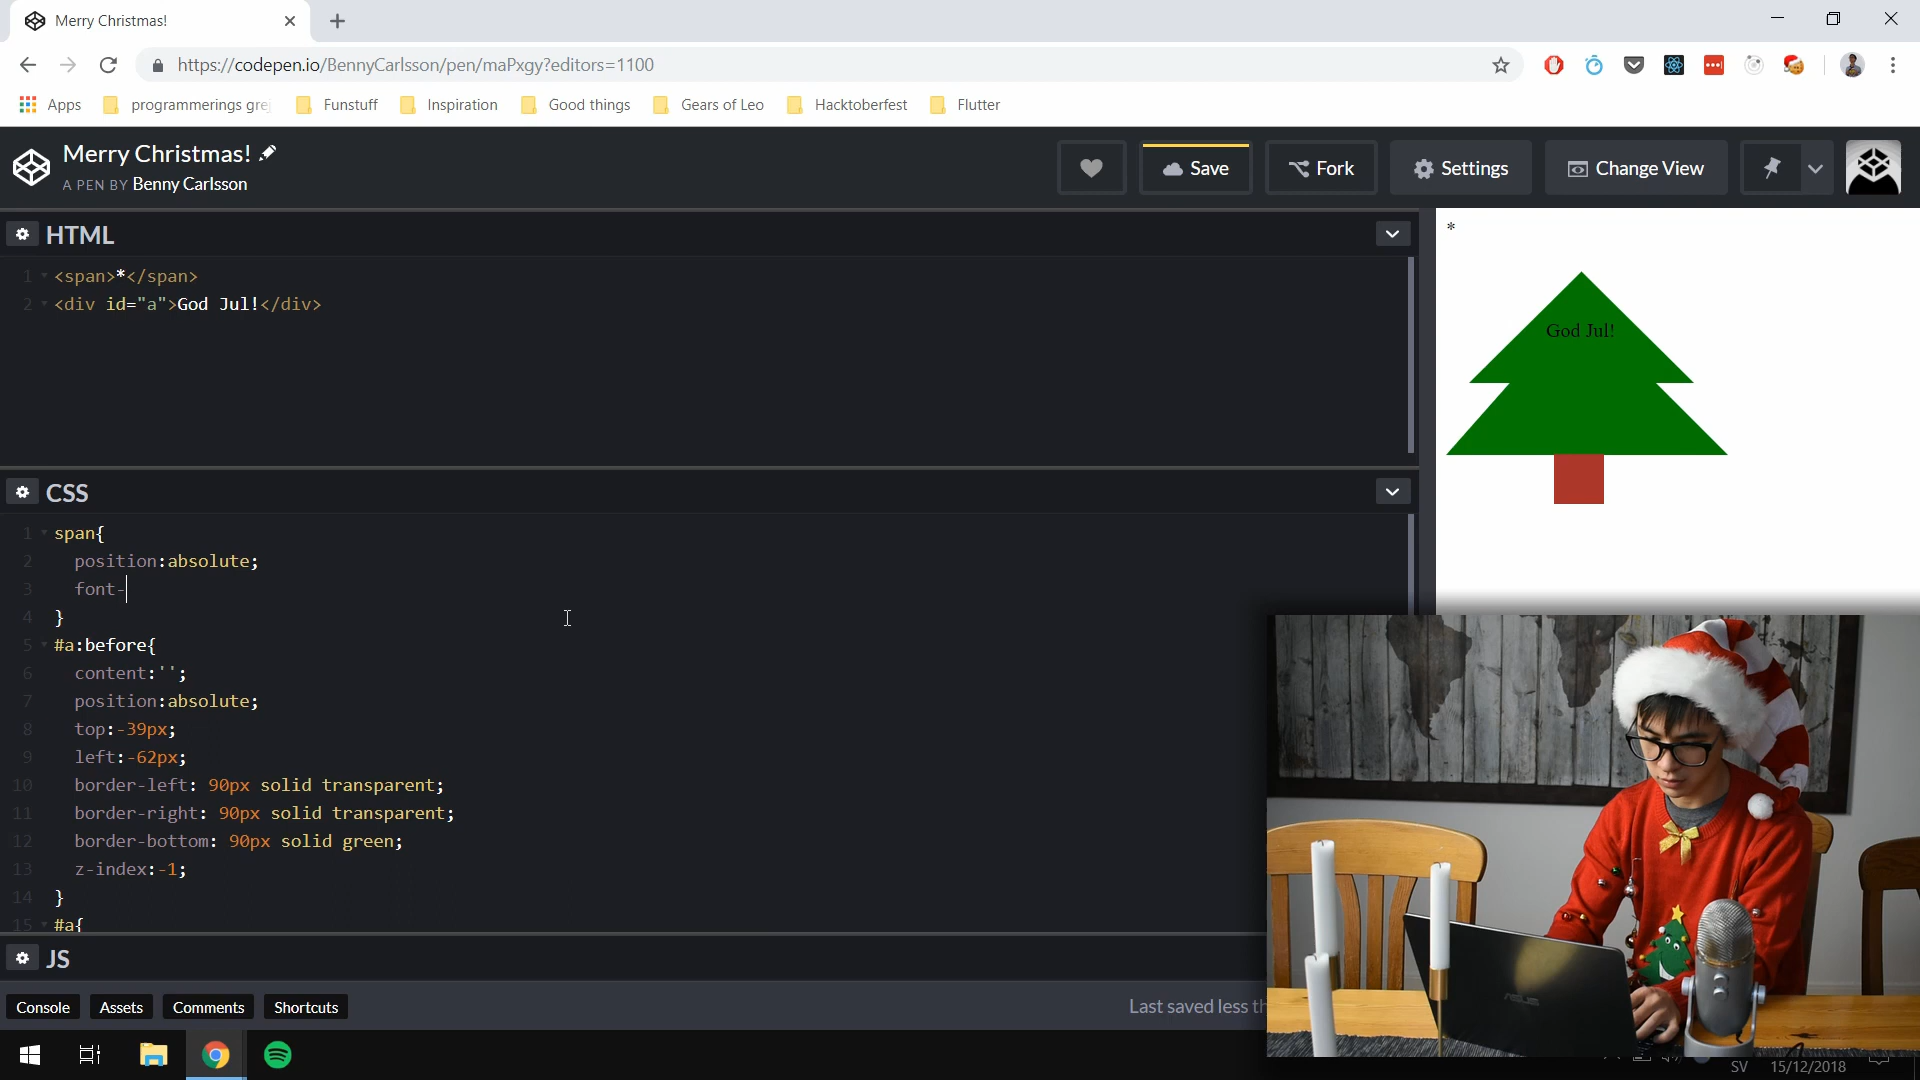 Merry Christmas!
https://codepen.io/BennyCarlsson/pen/maPxgy?editors=1100
Apps programmerings gre Funstuff Inspiration Good things Gears of Leo Hacktoberfest Flutter
Merry Christmas!
A PEN BY Benny Carlsson
Save Fork Settings Change View
HTML
*
1 <span>*</span>
2 <div id="a">God Jul!</div>
God Jul!
CSS
1 span{
2 position:absolute;
3 font-
4 }
5 #a:before{
6 content:'';
7 position:absolute;
8 top:-39px;
9 left:-62px;
10 border-left: 90px solid transparent;
11 border-right: 90px solid transparent;
12 border-bottom: 90px solid green;
13 z-index:-1;
14 }
15 #a{
JS
Console Assets Comments Shortcuts
Last saved less th
ASUS
SV 15/12/2018